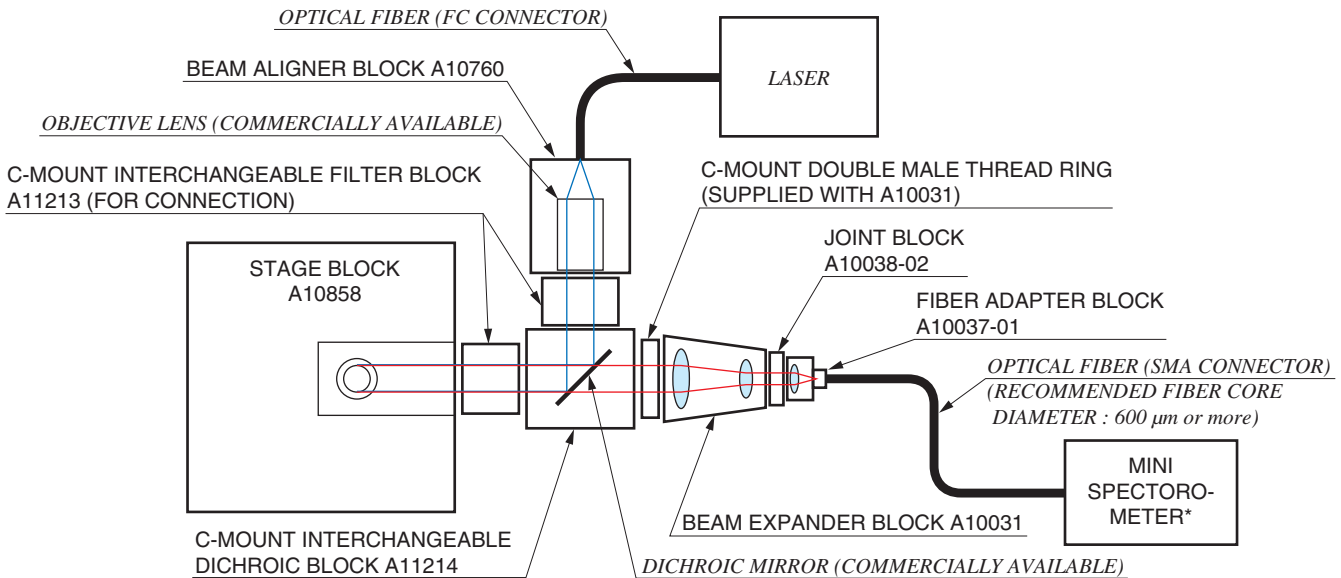 OPTICAL FIBER (FC CONNECTOR)
BEAM ALIGNER BLOCK A10760
LASER
OBJECTIVE LENS (COMMERCIALLY AVAILABLE)
C-MOUNT INTERCHANGEABLE FILTER BLOCK
A11213 (FOR CONNECTION)
C-MOUNT DOUBLE MALE THREAD RING
(SUPPLIED WITH A10031)
JOINT BLOCK
A10038-02
STAGE BLOCK
A10858
FIBER ADAPTER BLOCK
A10037-01
OPTICAL FIBER (SMA CONNECTOR)
(RECOMMENDED FIBER CORE
DIAMETER : 600 µm or more)
MINI
SPECTORO-
METER*
BEAM EXPANDER BLOCK A10031
C-MOUNT INTERCHANGEABLE
DICHROIC BLOCK A11214
DICHROIC MIRROR (COMMERCIALLY AVAILABLE)